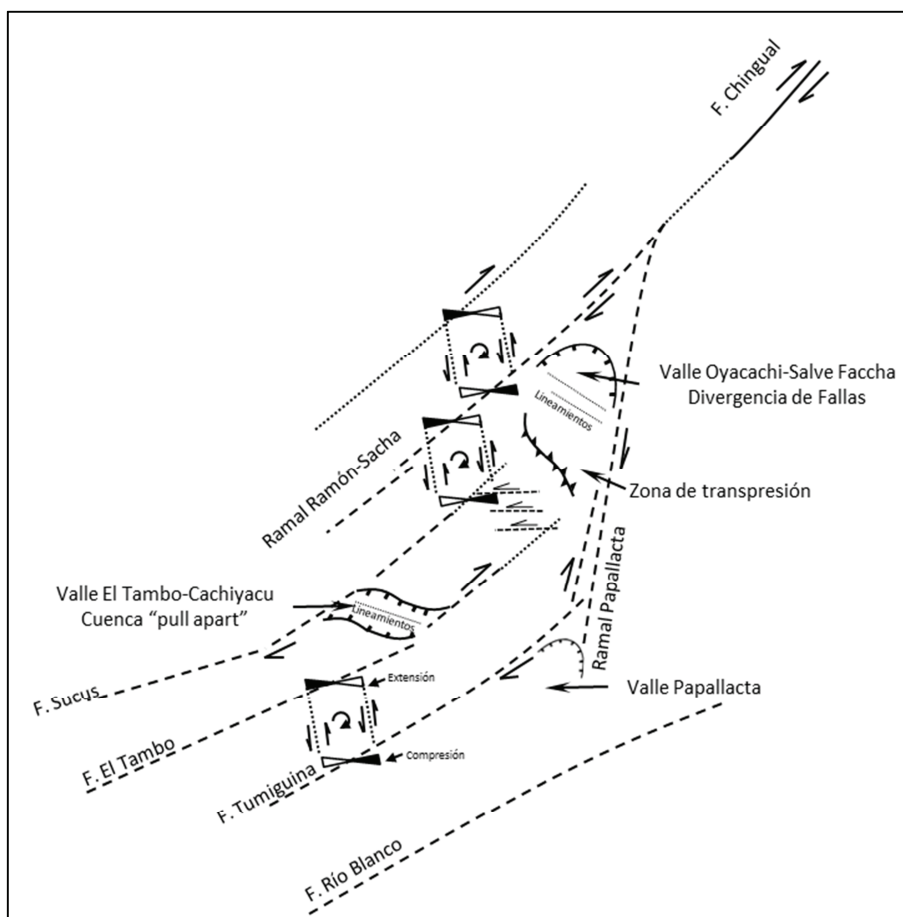 F. Chingual
Valle Oyacachi-Salve Faccha
Divergencia de Fallas
Lineamientos
Zona de transpresión
Ramal Ramón-Sacha
Valle El Tambo-Cachiyacu
Cuenca “pull apart”
Lineamientos
Ramal Papallacta
Valle Papallacta
F. Sucus
Extensión
F. El Tambo
Compresión
F. Tumiguina
F. Río Blanco